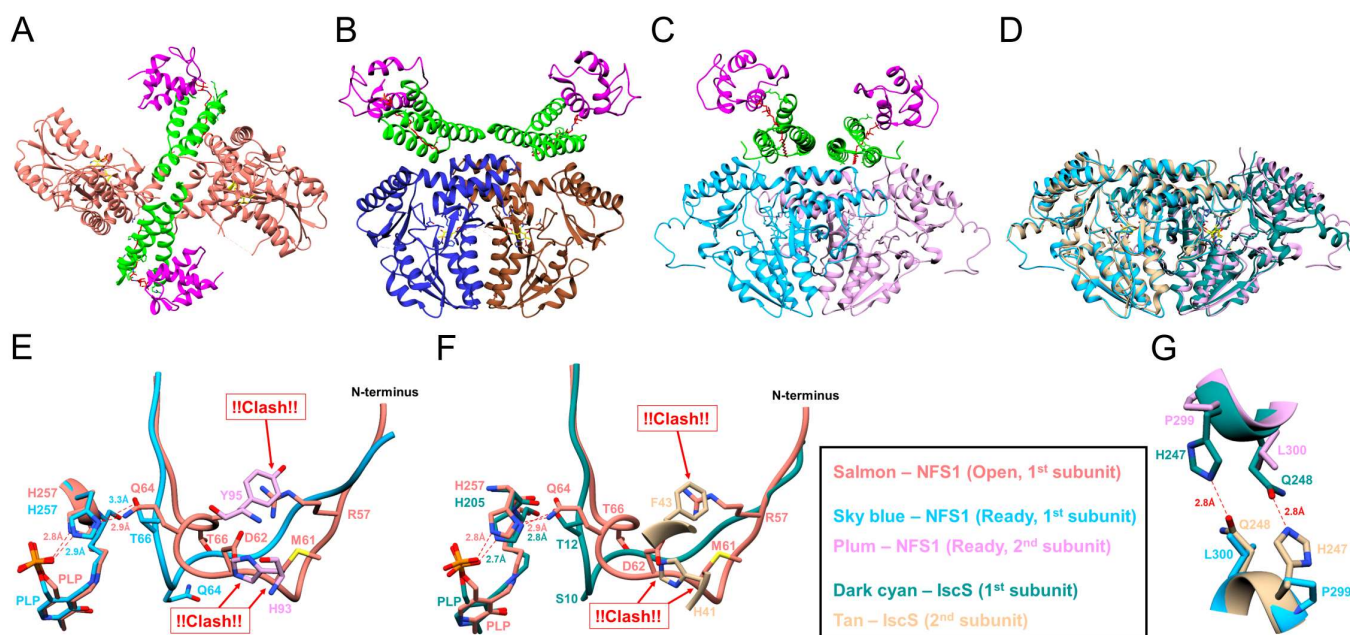 A
B
C
D
E
N-terminus
!!Clash!!
H257
H257
3.3Å
Q64
2.9Å
2.8Å
2.9Å
T66
Y95
T66
D62
R57
M61
PLP
PLP
Q64
H93
!!Clash!!
F
N-terminus
!!Clash!!
H257
H205
Q64
2.9Å
2.8Å
2.8Å
2.7Å
T66
T12
F43
R57
M61
D62
S10
PLP
PLP
H41
!!Clash!!
Salmon – NFS1 (Open, 1st subunit)
Sky blue – NFS1 (Ready, 1st subunit)
Plum – NFS1 (Ready, 2nd subunit)
Dark cyan – IscS (1st subunit)
Tan – IscS (2nd subunit)
G
P299
H247
L300
Q248
2.8Å
2.8Å
Q248
H247
L300
P299